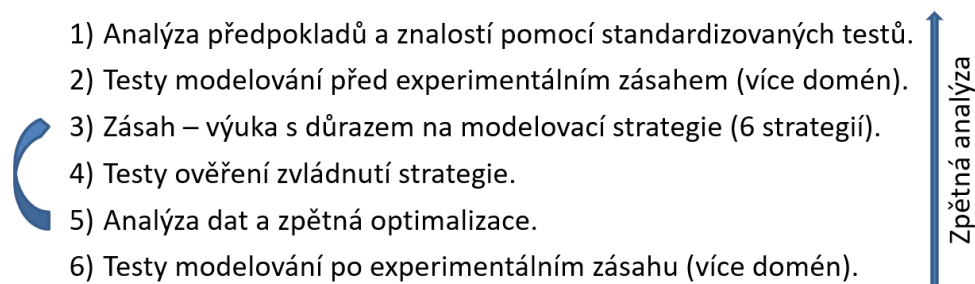 1) Analýza předpokladů a znalostí pomocí standardizovaných testů.
2) Testy modelování před experimentálním zásahem (více domén).
3) Zásah – výuka s důrazem na modelovací strategie (6 strategií).
4) Testy ověření zvládnutí strategie.
5) Analýza dat a zpětná optimalizace.
6) Testy modelování po experimentálním zásahu (více domén).
Zpětná analýza